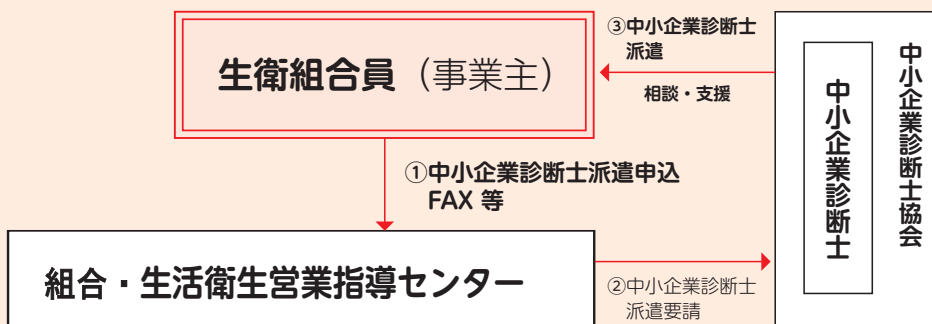 生衛組合員（事業主）
③中小企業診断士
派遣
相談・支援
中小企業診断士
中小企業診断士協会
①中小企業診断士派遣申込
FAX 等
組合・生活衛生営業指導センター
②中小企業診断士
派遣要請